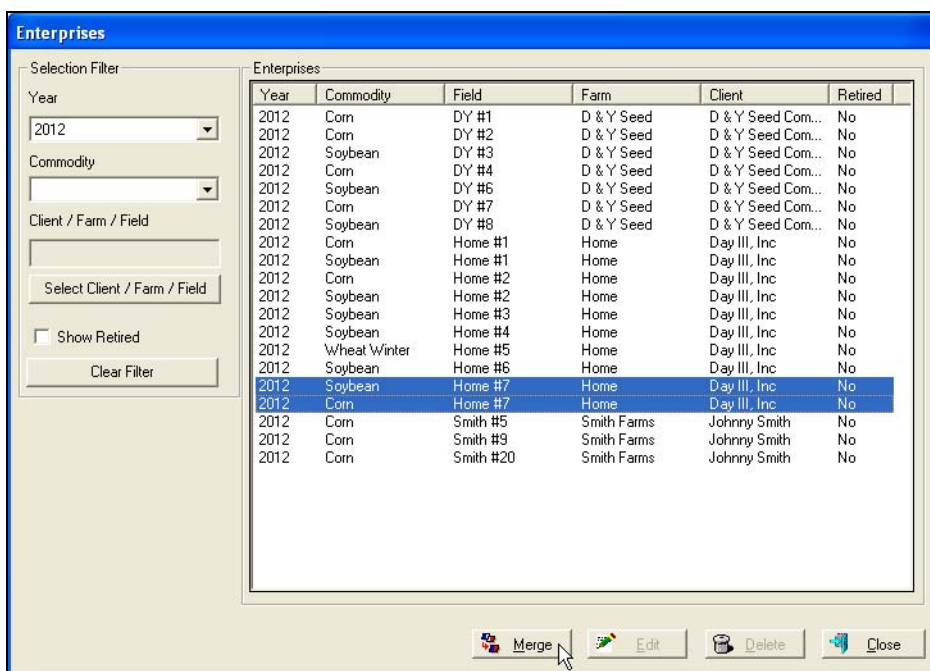 Enterprises
Selection Filter
Year
2012
Commodity
Client / Farm / Field
Select Client / Farm / Field
Show Retired
Clear Filter
Enterprises
Year Commodity Field Farm Client Retired
2012 Corn DY #1 D & Y Seed D & Y Seed Com... No
2012 Corn DY #2 D & Y Seed D & Y Seed Com... No
2012 Soybean DY #3 D & Y Seed D & Y Seed Com... No
2012 Corn DY #4 D & Y Seed D & Y Seed Com... No
2012 Soybean DY #6 D & Y Seed D & Y Seed Com... No
2012 Corn DY #7 D & Y Seed D & Y Seed Com... No
2012 Soybean DY #8 D & Y Seed D & Y Seed Com... No
2012 Corn Home #1 Home Day III, Inc No
2012 Soybean Home #1 Home Day III, Inc No
2012 Corn Home #2 Home Day III, Inc No
2012 Soybean Home #2 Home Day III, Inc No
2012 Soybean Home #3 Home Day III, Inc No
2012 Soybean Home #4 Home Day III, Inc No
2012 Wheat Winter Home #5 Home Day III, Inc No
2012 Soybean Home #6 Home Day III, Inc No
2012 Soybean Home #7 Home Day III, Inc No
2012 Corn Home #7 Home Day III, Inc No
2012 Corn Smith #5 Smith Farms Johnny Smith No
2012 Corn Smith #9 Smith Farms Johnny Smith No
2012 Corn Smith #20 Smith Farms Johnny Smith No
Merge Edit Delete Close